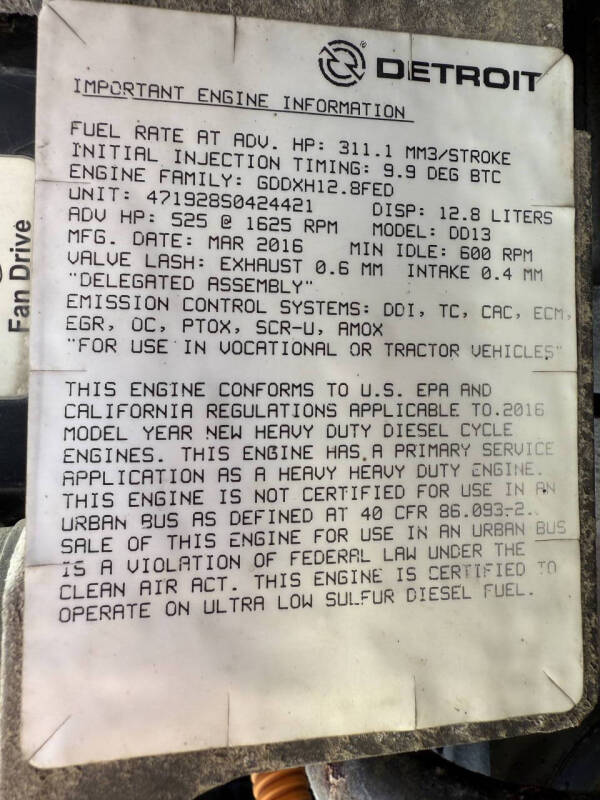 DETROIT
IMPORTANT ENGINE INFORMATION
FUEL RATE AT ADV. HP: 311.1 MM3/STROKE
INITIAL INJECTION TIMING: 9.9 DEG BTC
ENGINE FAMILY: GDDXH12.8FED
UNIT: 471928S0424421 DISP: 12.8 LITERS
ADV HP: 525 @ 1625 RPM MODEL: DD13
MFG. DATE: MAR 2016 MIN IDLE: 600 RPM
VALVE LASH: EXHAUST 0.6 MM INTAKE 0.4 MM
"DELEGATED ASSEMBLY"
EMISSION CONTROL SYSTEMS: DDI, TC, CAC, ECM,
EGR, OC, PTOX, SCR-U, AMOX
"FOR USE IN VOCATIONAL OR TRACTOR VEHICLES"
THIS ENGINE CONFORMS TO U.S. EPA AND
CALIFORNIA REGULATIONS APPLICABLE TO 2016
MODEL YEAR NEW HEAVY DUTY DIESEL CYCLE
ENGINES. THIS ENGINE HAS A PRIMARY SERVICE
APPLICATION AS A HEAVY HEAVY DUTY ENGINE.
THIS ENGINE IS NOT CERTIFIED FOR USE IN AN
URBAN BUS AS DEFINED AT 40 CFR 86.093-2.
SALE OF THIS ENGINE FOR USE IN AN URBAN BUS
IS A VIOLATION OF FEDERAL LAW UNDER THE
CLEAN AIR ACT. THIS ENGINE IS CERTIFIED TO
OPERATE ON ULTRA LOW SULFUR DIESEL FUEL.
Fan Drive